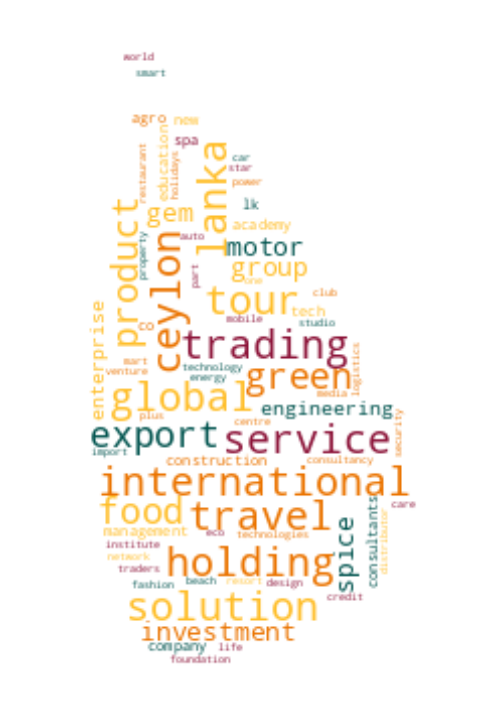 world
smart
agro
new
education
spa
restaurant
holidays
lanka
car
star
power
product
gem
lk
academy
property
ceylon
auto
motor
part
group
one
tour
club
enterprise
co
mobile
tech
studio
trading
mart
venture
technology
energy
green
logistics
global
media
plus
centre
engineering
security
export
service
import
construction
consultancy
international
care
food
travel
spice
consultants
distributor
management
eco
technologies
institute
network
holding
traders
fashion
beach
resort
design
credit
solution
investment
company
life
foundation